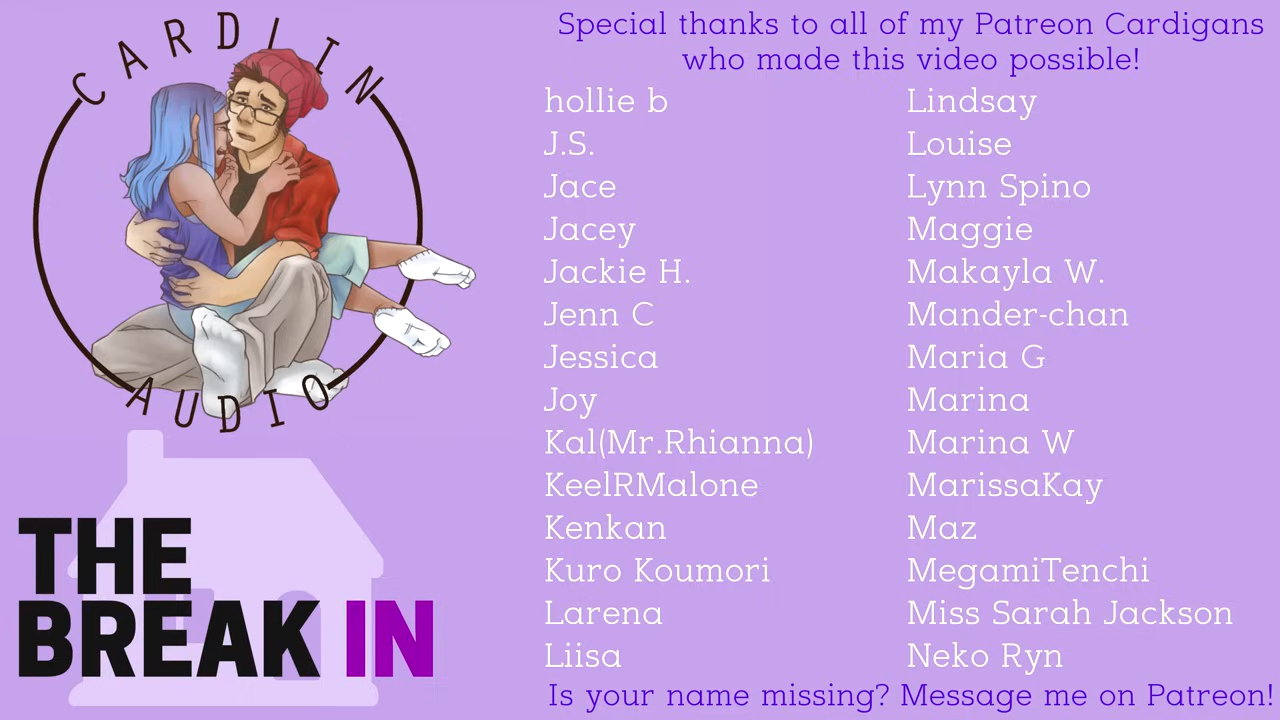 CARDLIN
AUDIO
THE
BREAK IN
Special thanks to all of my Patreon Cardigans
who made this video possible!
hollie b
J.S.
Jace
Jacey
Jackie H.
Jenn C
Jessica
Joy
Kal(Mr.Rhianna)
KeelRMalone
Kenkan
Kuro Koumori
Larena
Liisa
Lindsay
Louise
Lynn Spino
Maggie
Makayla W.
Mander-chan
Maria G
Marina
Marina W
MarissaKay
Maz
MegamiTenchi
Miss Sarah Jackson
Neko Ryn
Is your name missing? Message me on Patreon!